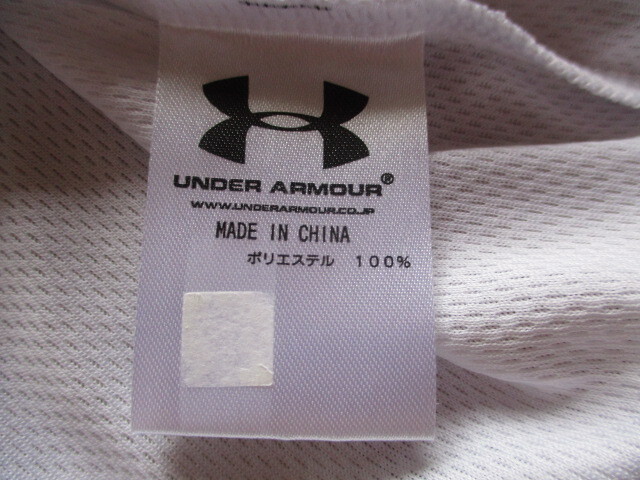 UNDER ARMOUR®
WWW.UNDERARMOUR.CO.JP
MADE IN CHINA
ポリエステル 100%